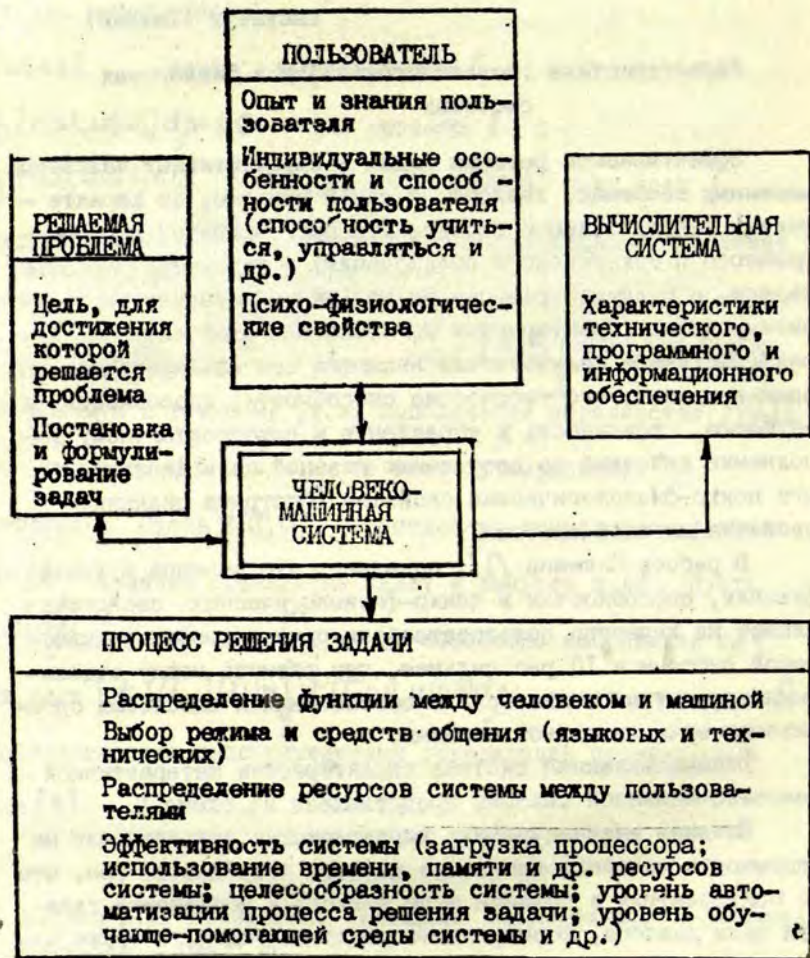 ПОЛЬЗОВАТЕЛЬ
Опыт и знания поль-
зователя
Индивидуальные осо-
бенности и способ-
ности пользователя
(способность учить-
ся, управляться и
др.)
Психо-физиологичес-
кие свойства
РЕШАЕМАЯ
ПРОБЛЕМА
Цель, для
достижения
которой
решается
проблема
Постановка
и формули-
рование
задач
ВЫЧИСЛИТЕЛЬНАЯ
СИСТЕМА
Характеристики
технического,
программного и
информационного
обеспечения
ЧЕЛОВЕКО-
МАШИННАЯ
СИСТЕМА
ПРОЦЕСС РЕШЕНИЯ ЗАДАЧИ
Распределение функции между человеком и машиной
Выбор режима и средств общения (языкогых и тех-
нических)
Распределение ресурсов системы между пользова-
телями
Эффективность системы (загрузка процессора;
использование времени, памяти и др. ресурсов
системы; целесообразность системы; уровень авто-
матизации процесса решения задачи; уровень обу-
чающе-помогающей среды системы и др.)